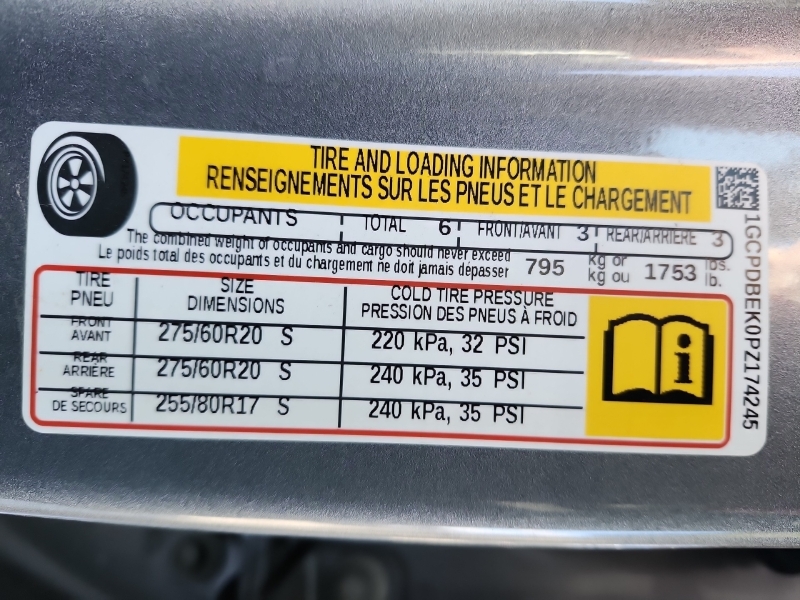 TIRE AND LOADING INFORMATION
RENSEIGNEMENTS SUR LES PNEUS ET LE CHARGEMENT
OCCUPANTS TOTAL 6 FRONT/AVANT 3 REAR/ARRIÈRE 3
The combined weight of occupants and cargo should never exceed
Le poids total des occupants et du chargement ne doit jamais dépasser
795 kg or kg ou 1753 lbs. lb.
TIRE PNEU SIZE DIMENSIONS COLD TIRE PRESSURE PRESSION DES PNEUS À FROID
FRONT AVANT 275/60R20 S 220 kPa, 32 PSI
REAR ARRIÈRE 275/60R20 S 240 kPa, 35 PSI
SPARE DE SECOURS 255/80R17 S 240 kPa, 35 PSI
i
1GCPDBEK0PZ174245